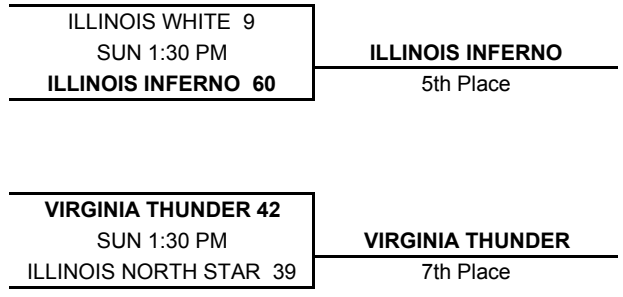 ILLINOIS WHITE 9
SUN 1:30 PM
ILLINOIS INFERNO
ILLINOIS INFERNO 60
5th Place
VIRGINIA THUNDER 42
SUN 1:30 PM
VIRGINIA THUNDER
ILLINOIS NORTH STAR 39
7th Place